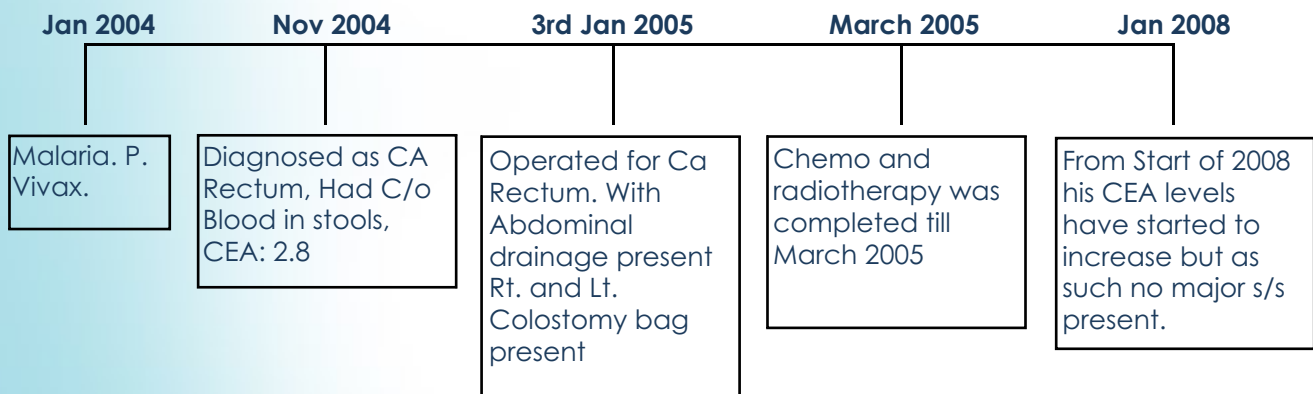 Jan 2004
Nov 2004
3rd Jan 2005
March 2005
Jan 2008
Malaria. P.
Vivax.
Diagnosed as CA
Rectum, Had C/o
Blood in stools,
CEA: 2.8
Operated for Ca
Rectum. With
Abdominal
drainage present
Rt. and Lt.
Colostomy bag
present
Chemo and
radiotherapy was
completed till
March 2005
From Start of 2008
his CEA levels
have started to
increase but as
such no major s/s
present.